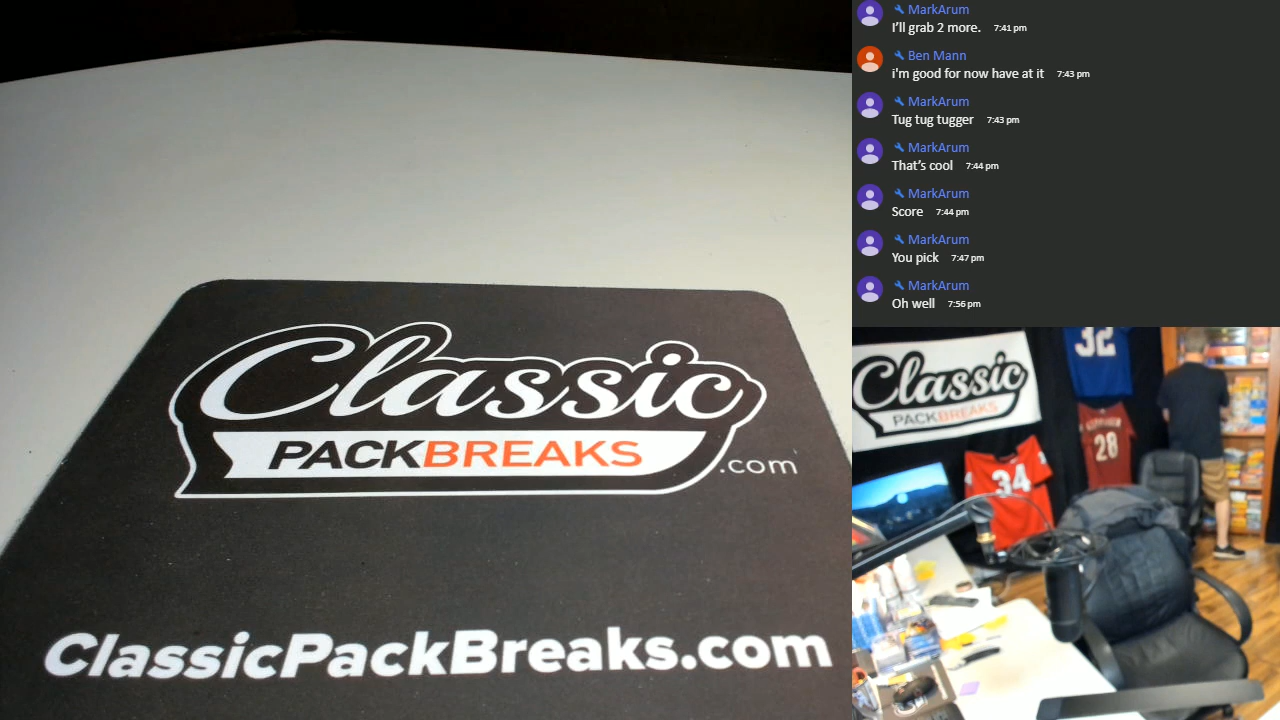 MarkArum
I'll grab 2 more. 7:41 pm
Ben Mann
i'm good for now have at it 7:43 pm
MarkArum
Tug tug tugger 7:43 pm
MarkArum
That's cool 7:44 pm
MarkArum
Score 7:44 pm
MarkArum
You pick 7:47 pm
MarkArum
Oh well 7:56 pm
Classic
PACKBREAKS
.com
ClassicPackBreaks.com
32
Classic
PACKBREAKS
28
34